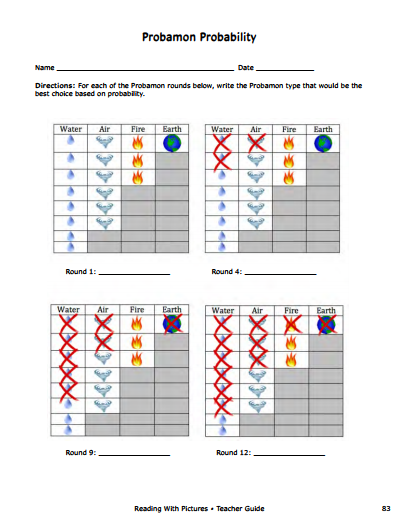 Probamon Probability
Name Date
Directions: For each of the Probamon rounds below, write the Probamon type that would be the
best choice based on probability.
Water Air Fire Earth
Water Air Fire Earth
Round 1:
Round 4:
Water Air Fire Earth
Water Air Fire Earth
Round 9:
Round 12:
Reading With Pictures • Teacher Guide
83